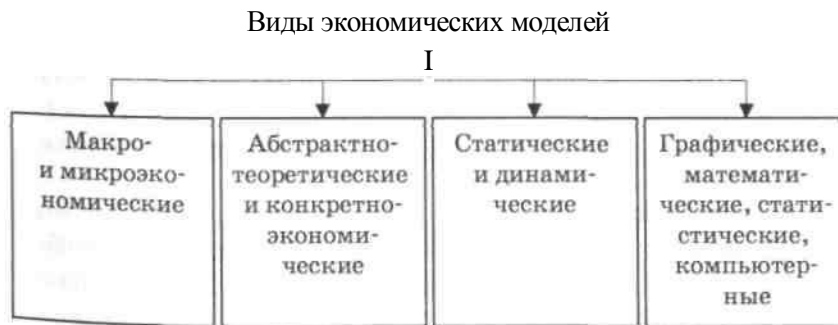 Виды экономических моделей
I
Макро-
и микроэко-
номические
Абстрактно-
теоретические
и конкретно-
экономи-
ческие
Статические
и динами-
ческие
Графические,
математи-
ческие, стати-
стические,
компьютер-
ные